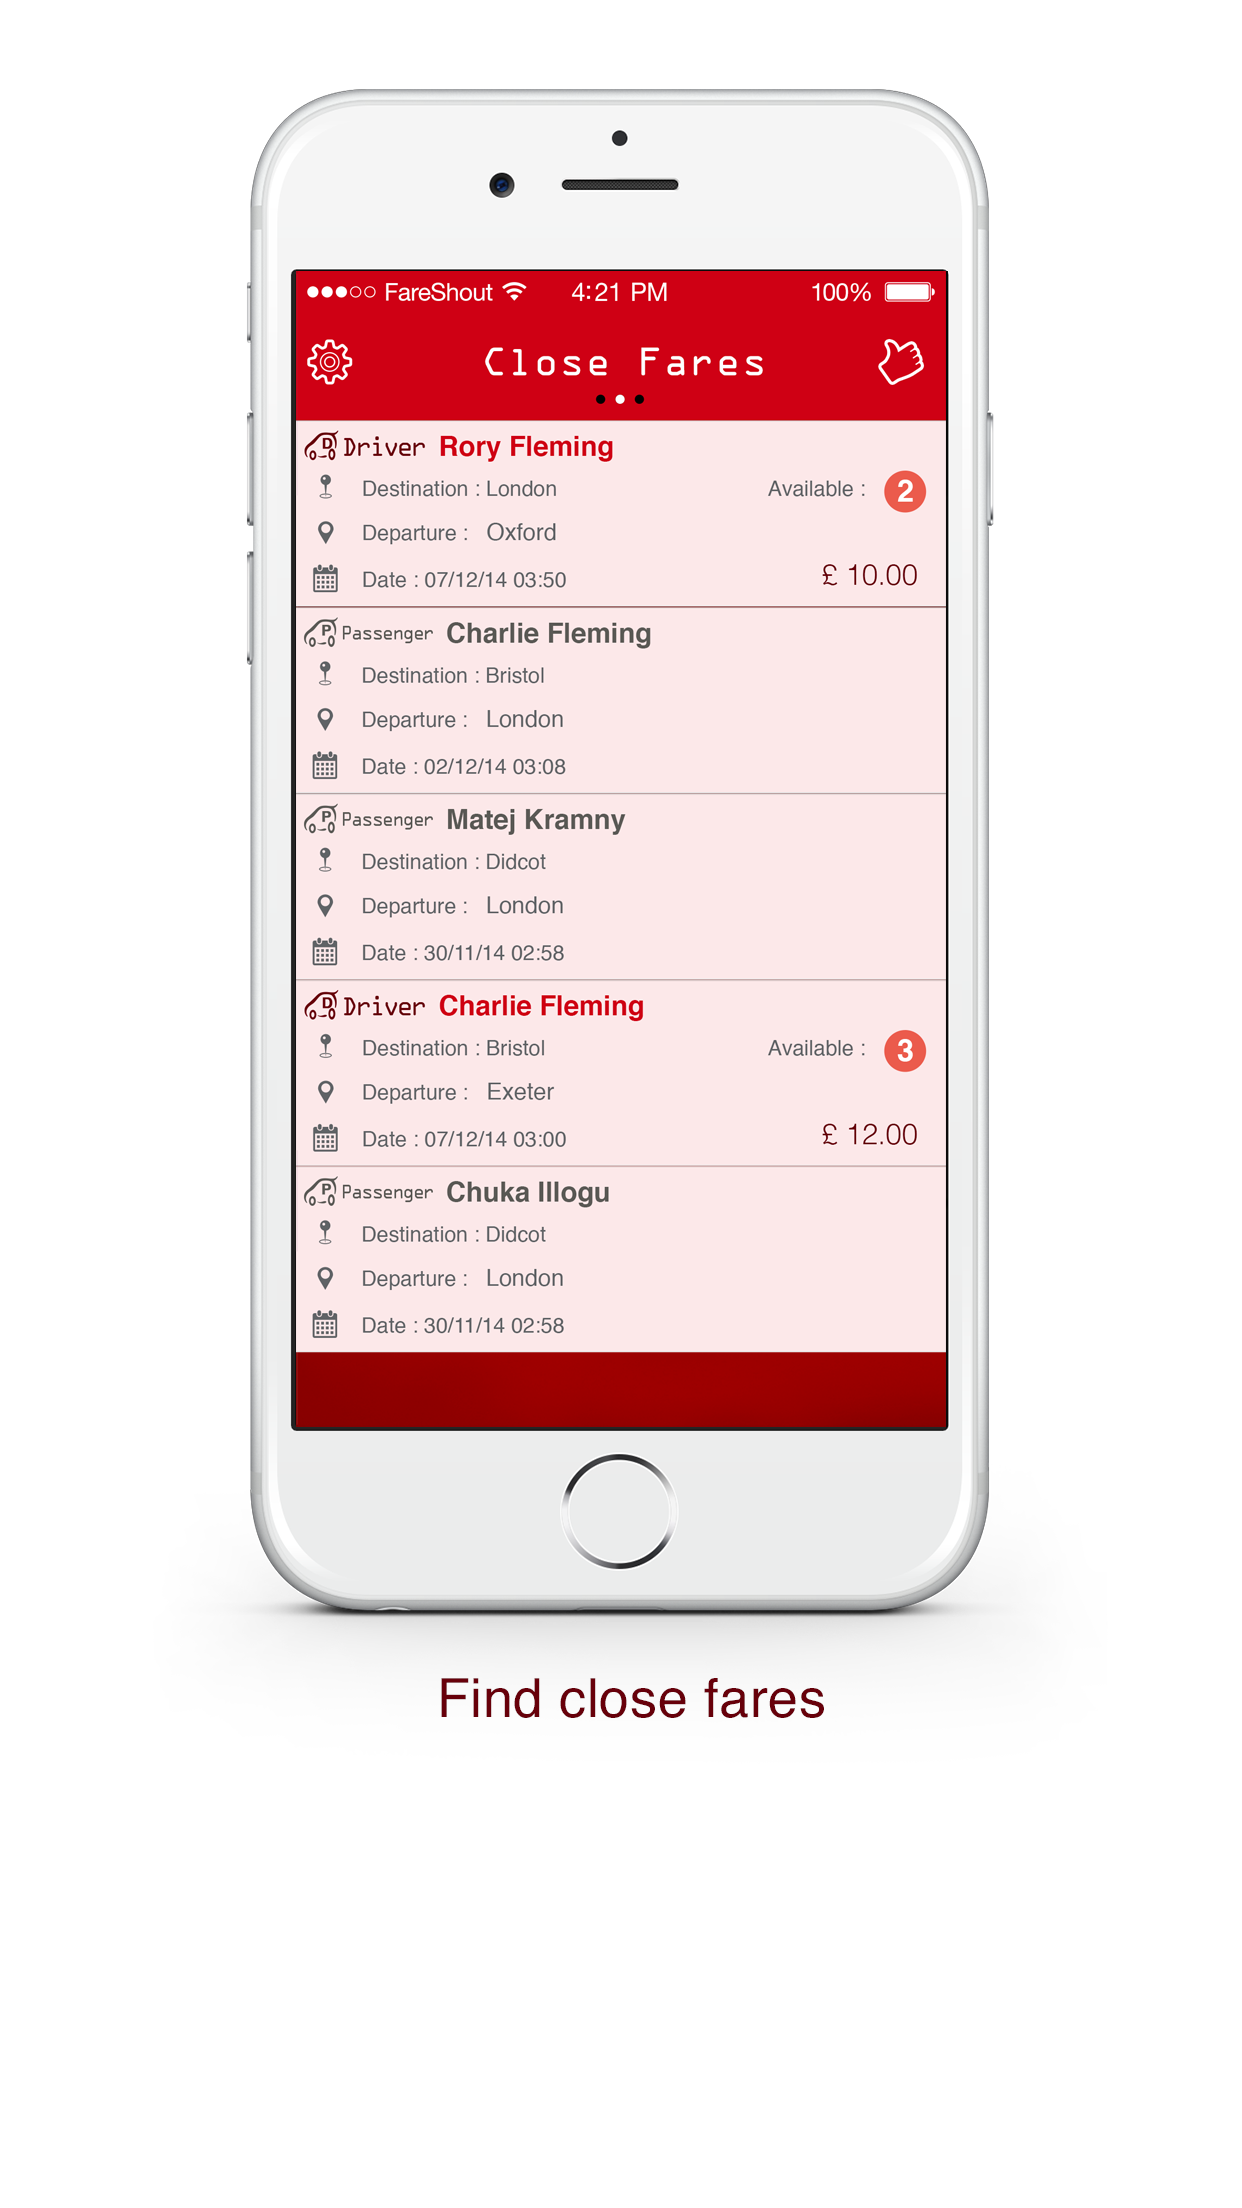 FareShout 4:21 PM 100%
Close Fares
D Driver Rory Fleming
Destination : London Available : 2
Departure : Oxford
Date : 07/12/14 03:50 £ 10.00
P Passenger Charlie Fleming
Destination : Bristol
Departure : London
Date : 02/12/14 03:08
P Passenger Matej Kramny
Destination : Didcot
Departure : London
Date : 30/11/14 02:58
D Driver Charlie Fleming
Destination : Bristol Available : 3
Departure : Exeter
Date : 07/12/14 03:00 £ 12.00
P Passenger Chuka Illogu
Destination : Didcot
Departure : London
Date : 30/11/14 02:58
Find close fares